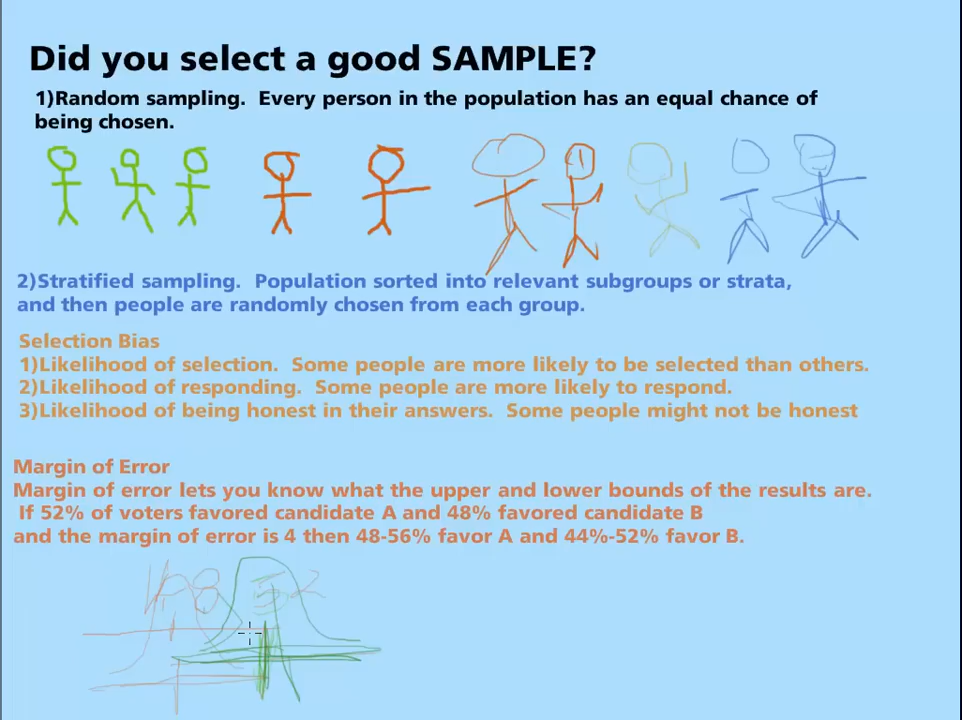 Did you select a good SAMPLE?
1)Random sampling.  Every person in the population has an equal chance of
being chosen.
2)Stratified sampling.  Population sorted into relevant subgroups or strata,
and then people are randomly chosen from each group.
Selection Bias
1)Likelihood of selection.  Some people are more likely to be selected than others.
2)Likelihood of responding.  Some people are more likely to respond.
3)Likelihood of being honest in their answers.  Some people might not be honest
Margin of Error
Margin of error lets you know what the upper and lower bounds of the results are.
If 52% of voters favored candidate A and 48% favored candidate B
and the margin of error is 4 then 48-56% favor A and 44%-52% favor B.
48 52